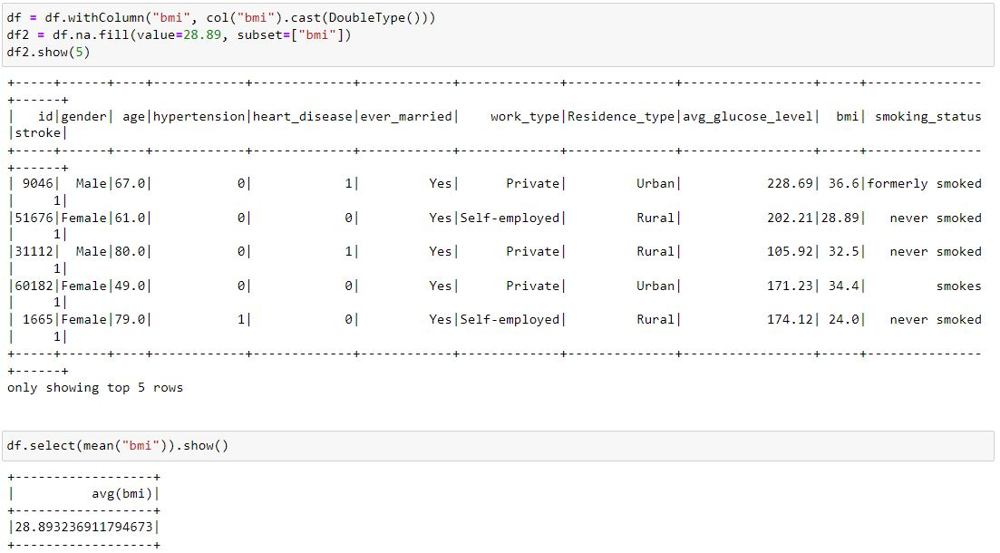 df = df.withColumn("bmi", col("bmi").cast(DoubleType()))
df2 = df.na.fill(value=28.89, subset=["bmi"])
df2.show(5)
+-----+------+----+------------+-------------+------------+-------------+--------------+-----------------+-----+---------------
+------+
|   id|gender| age|hypertension|heart_disease|ever_married|    work_type|Residence_type|avg_glucose_level|  bmi| smoking_status
|stroke|
+-----+------+----+------------+-------------+------------+-------------+--------------+-----------------+-----+---------------
+------+
| 9046|  Male|67.0|           0|            1|         Yes|      Private|         Urban|           228.69| 36.6|formerly smoked
|     1|
|51676|Female|61.0|           0|            0|         Yes|Self-employed|         Rural|           202.21|28.89|   never smoked
|     1|
|31112|  Male|80.0|           0|            1|         Yes|      Private|         Rural|           105.92| 32.5|   never smoked
|     1|
|60182|Female|49.0|           0|            0|         Yes|      Private|         Urban|           171.23| 34.4|         smokes
|     1|
| 1665|Female|79.0|           1|            0|         Yes|Self-employed|         Rural|           174.12| 24.0|   never smoked
|     1|
+-----+------+----+------------+-------------+------------+-------------+--------------+-----------------+-----+---------------
+------+
only showing top 5 rows
df.select(mean("bmi")).show()
+------------------+
|          avg(bmi)|
+------------------+
|28.893236911794673|
+------------------+